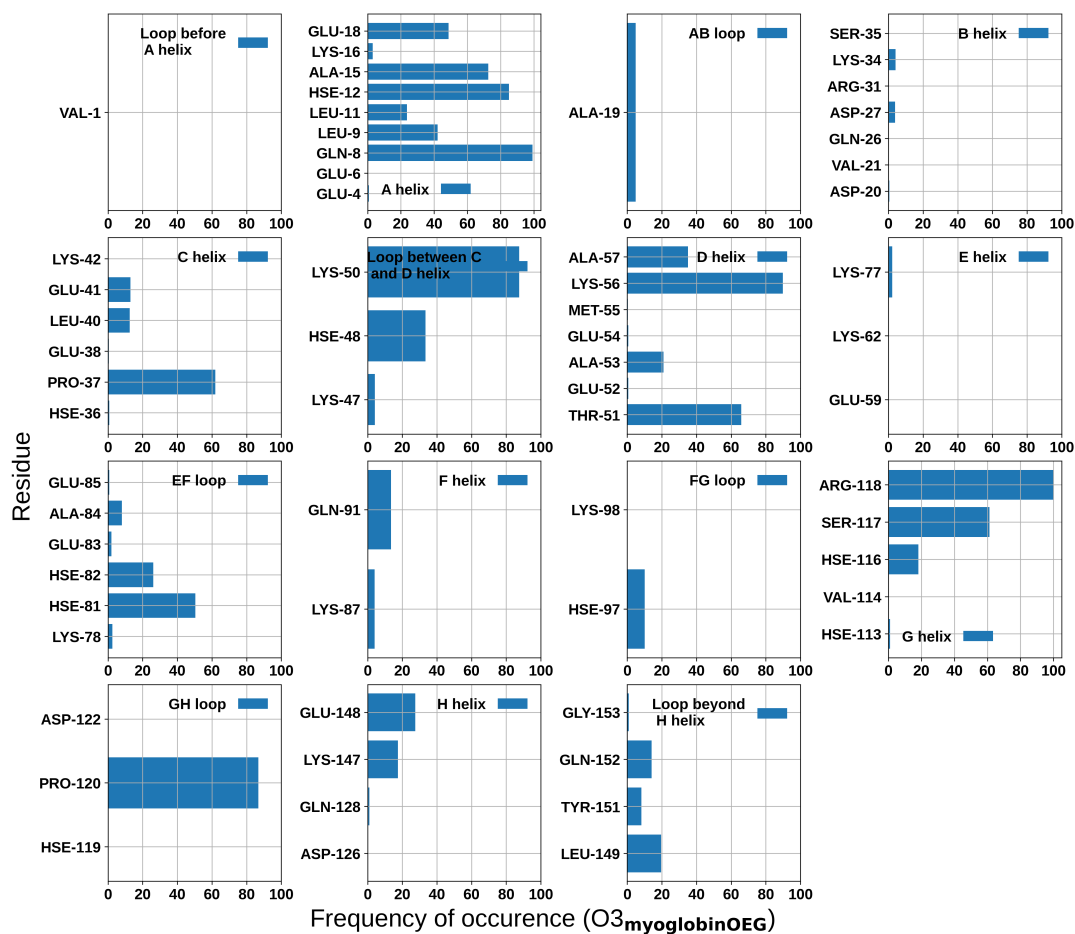 Loop before
A helix
VAL-1
0 20 40 60 80 100
GLU-18
LYS-16
ALA-15
HSE-12
LEU-11
LEU-9
GLN-8
GLU-6
GLU-4
A helix
0 20 40 60 80 100
AB loop
ALA-19
0 20 40 60 80 100
SER-35
LYS-34
ARG-31
ASP-27
GLN-26
VAL-21
ASP-20
B helix
0 20 40 60 80 100
LYS-42
GLU-41
LEU-40
GLU-38
PRO-37
HSE-36
C helix
0 20 40 60 80 100
Loop between C
and D helix
LYS-50
HSE-48
LYS-47
0 20 40 60 80 100
ALA-57
LYS-56
MET-55
GLU-54
ALA-53
GLU-52
THR-51
D helix
0 20 40 60 80 100
E helix
LYS-77
LYS-62
GLU-59
0 20 40 60 80 100
Residue
GLU-85
ALA-84
GLU-83
HSE-82
HSE-81
LYS-78
EF loop
0 20 40 60 80 100
F helix
GLN-91
LYS-87
0 20 40 60 80 100
FG loop
LYS-98
HSE-97
0 20 40 60 80 100
ARG-118
SER-117
HSE-116
VAL-114
HSE-113
G helix
0 20 40 60 80 100
GH loop
ASP-122
PRO-120
HSE-119
0 20 40 60 80 100
H helix
GLU-148
LYS-147
GLN-128
ASP-126
0 20 40 60 80 100
Loop beyond
H helix
GLY-153
GLN-152
TYR-151
LEU-149
0 20 40 60 80 100
Frequency of occurence (O3myoglobinOEG)